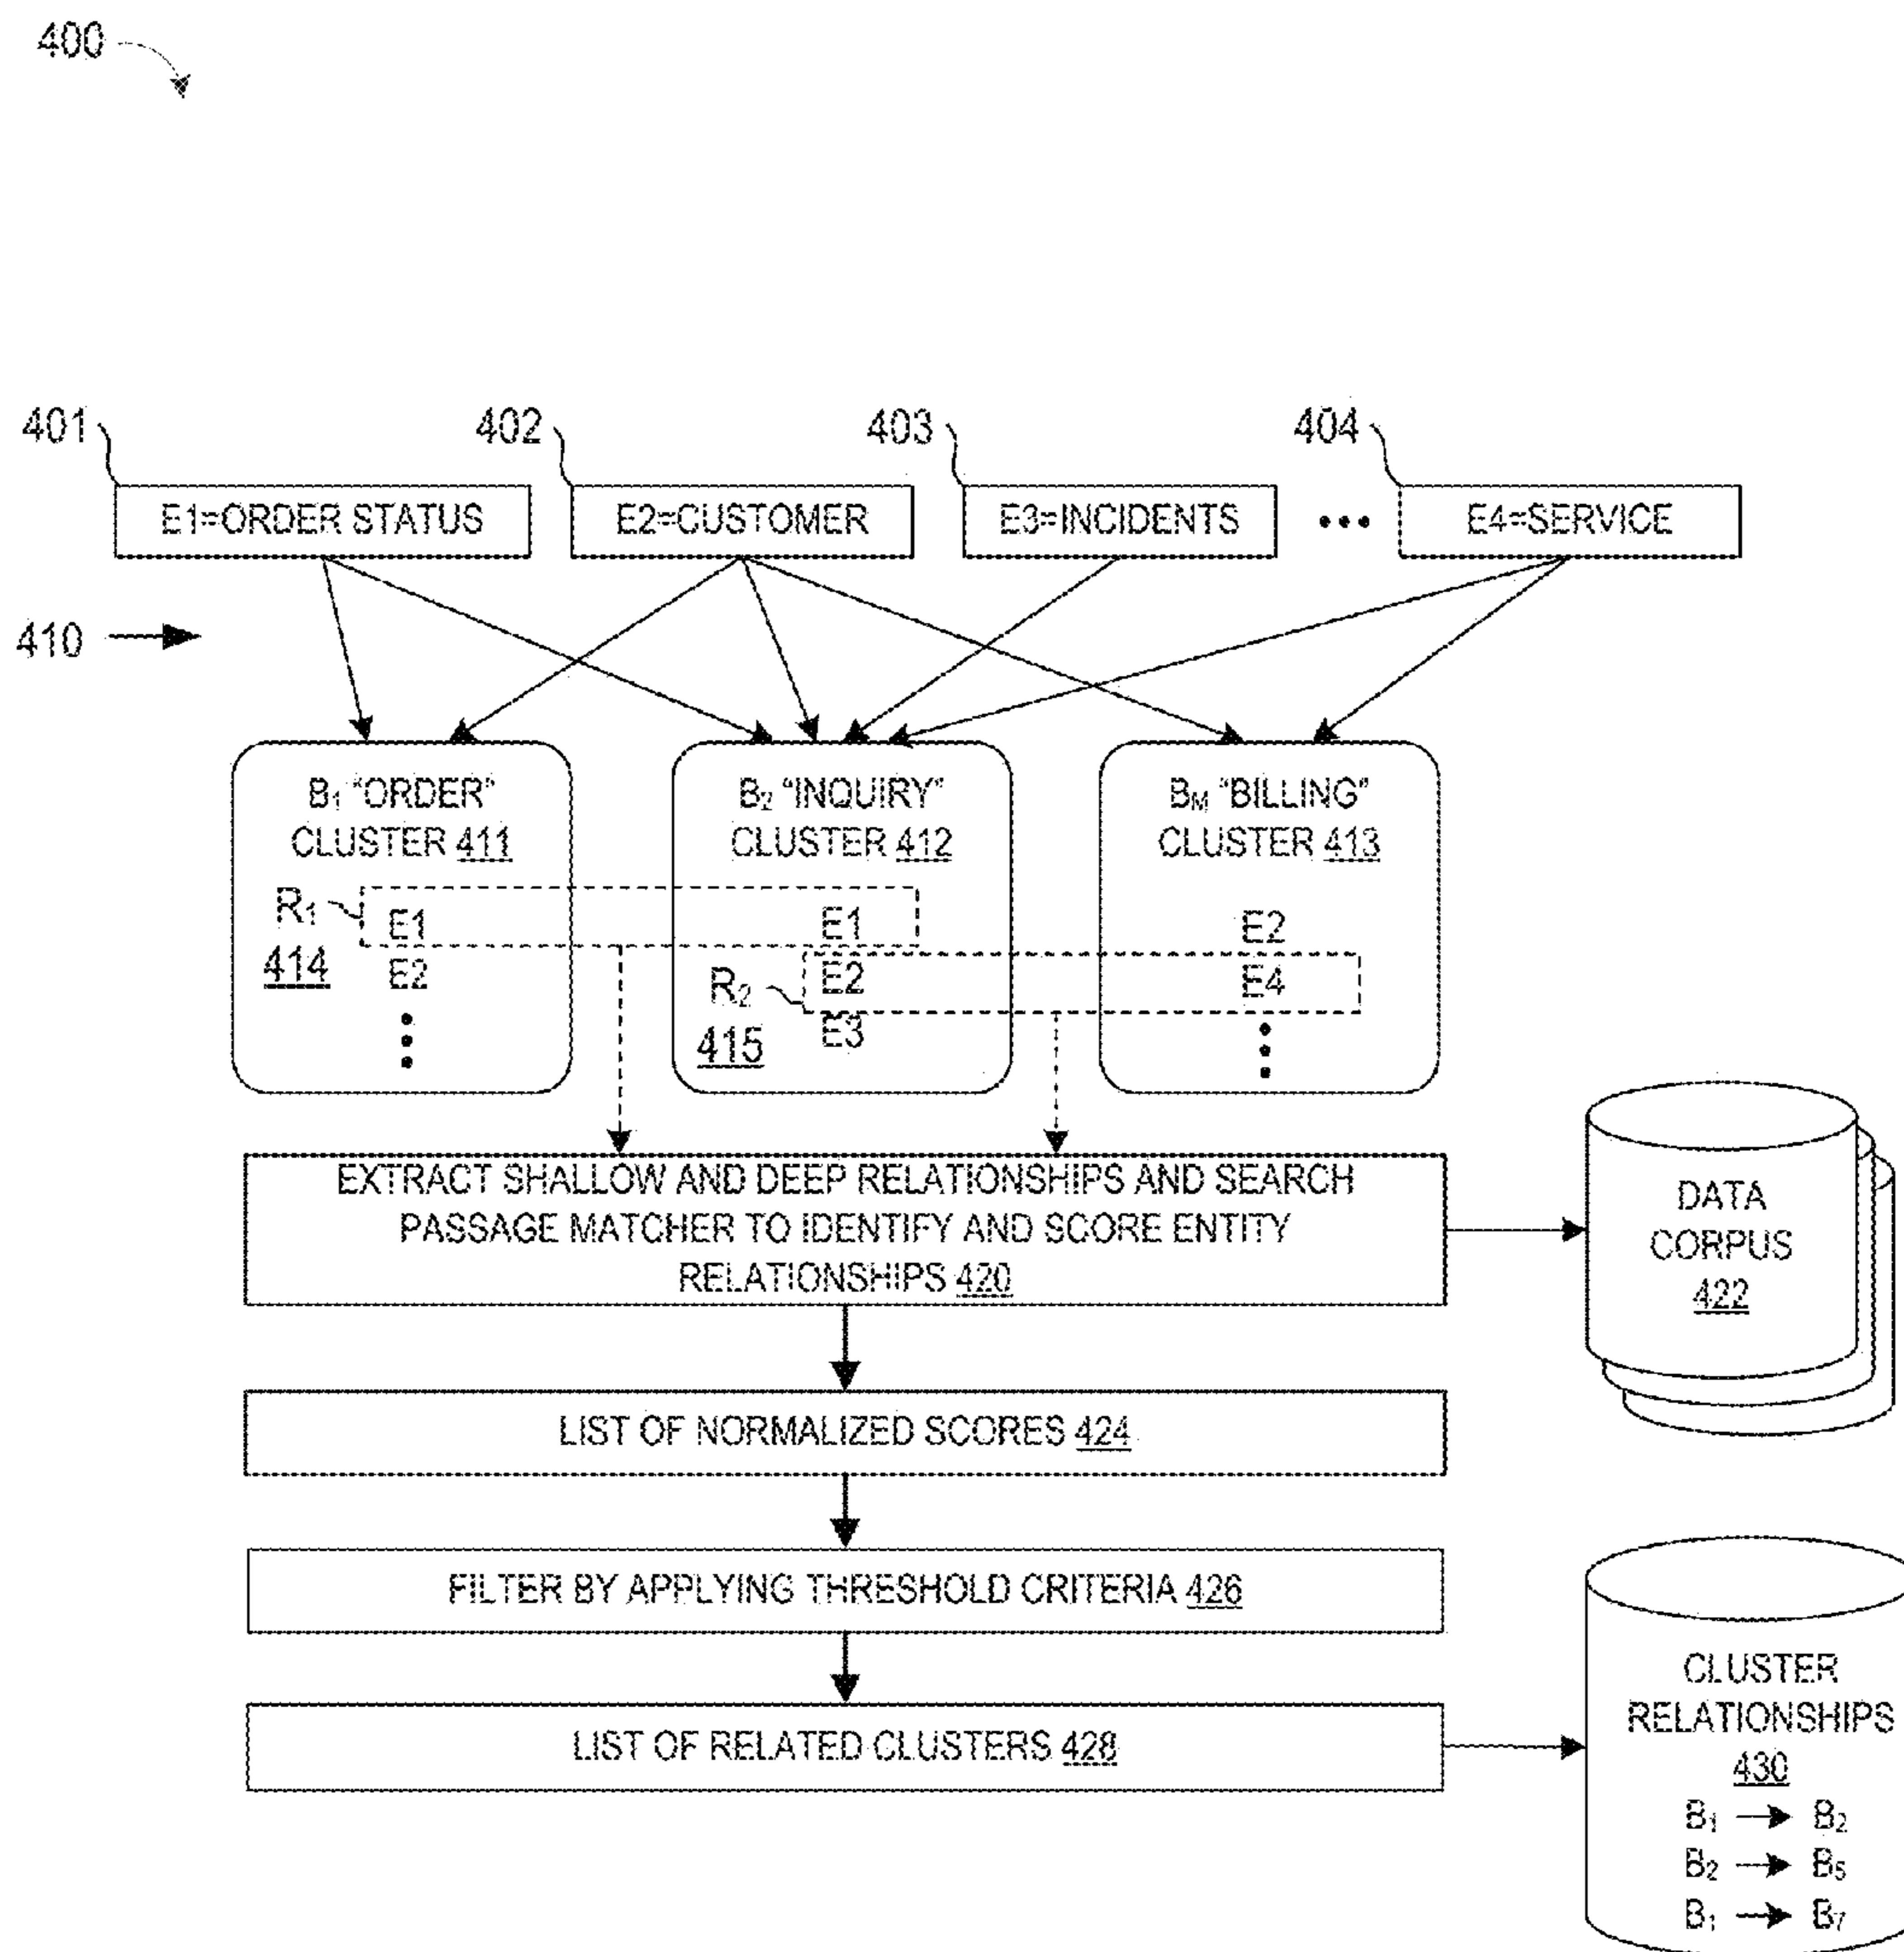 400
401
402
403
404
E1=ORDER STATUS
E2=CUSTOMER
E3=INCIDENTS
•••
E4=SERVICE
410
B₁ "ORDER"
CLUSTER 411
R₁
414
E1
E2
B₂ "INQUIRY"
CLUSTER 412
E1
R₂
415
E2
E3
B_M "BILLING"
CLUSTER 413
E2
E4
EXTRACT SHALLOW AND DEEP RELATIONSHIPS AND SEARCH
PASSAGE MATCHER TO IDENTIFY AND SCORE ENTITY
RELATIONSHIPS 420
DATA
CORPUS
422
LIST OF NORMALIZED SCORES 424
FILTER BY APPLYING THRESHOLD CRITERIA 426
LIST OF RELATED CLUSTERS 428
CLUSTER
RELATIONSHIPS
430
B₁ → B₂
B₂ → B₅
B₁ → B₇